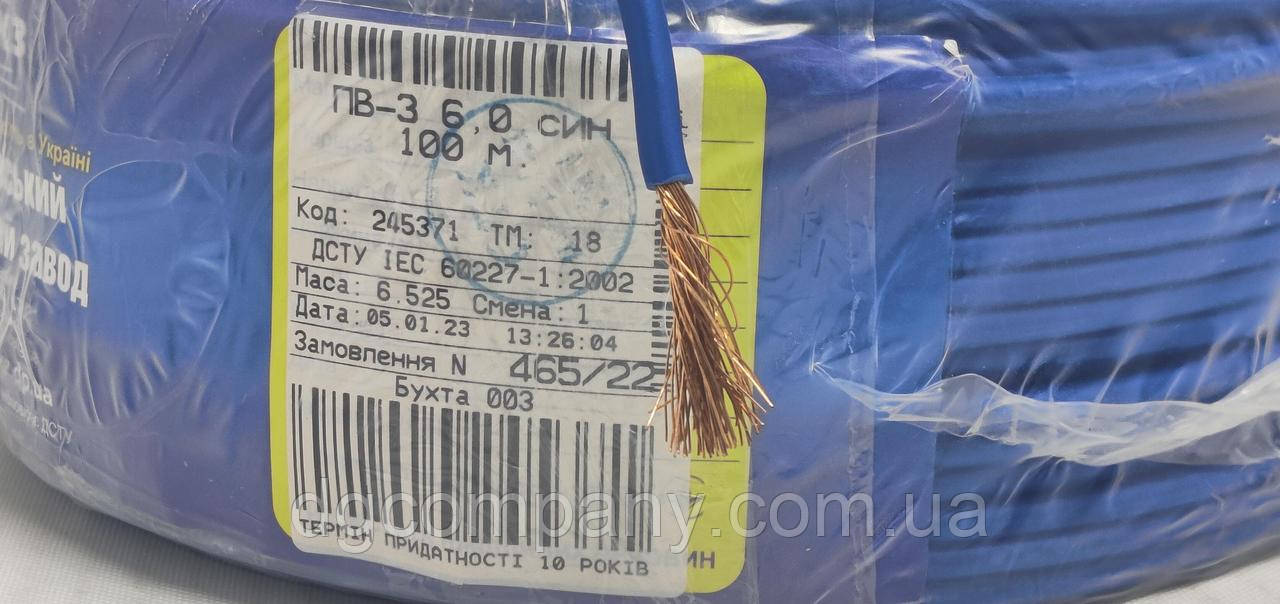 в Україні
завод
ДСТУ
ПВ-3 6,0 син
100 м.
Код: 245371 ТМ: 18
ДСТУ IEC 60227-1:2002
Маса: 6.525 Смена: 1
Дата:05.01.23 13:26:04
Замовлення N 465/22
Бухта 003
ТЕРМІН ПРИДАТНОСТІ 10 РОКІВ
cgcompany.com.ua